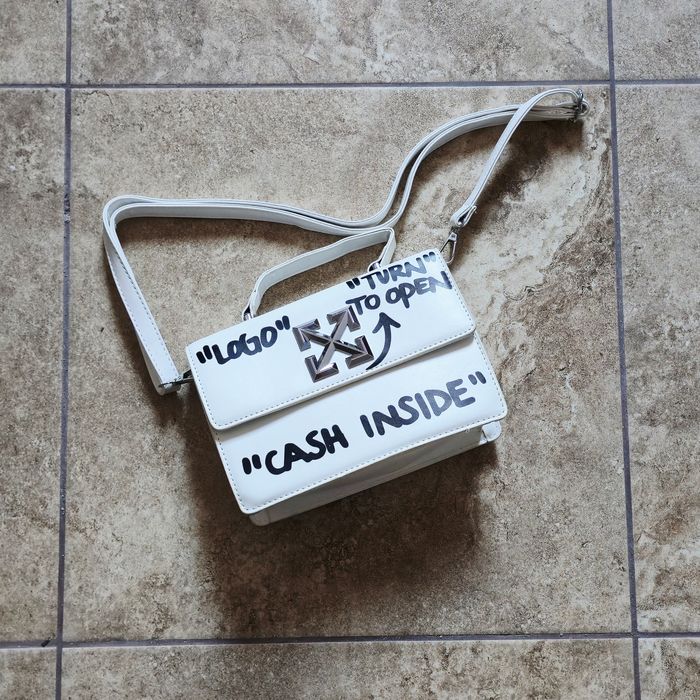 "LOGO"
"TURN"
TO OPEN
"CASH INSIDE"